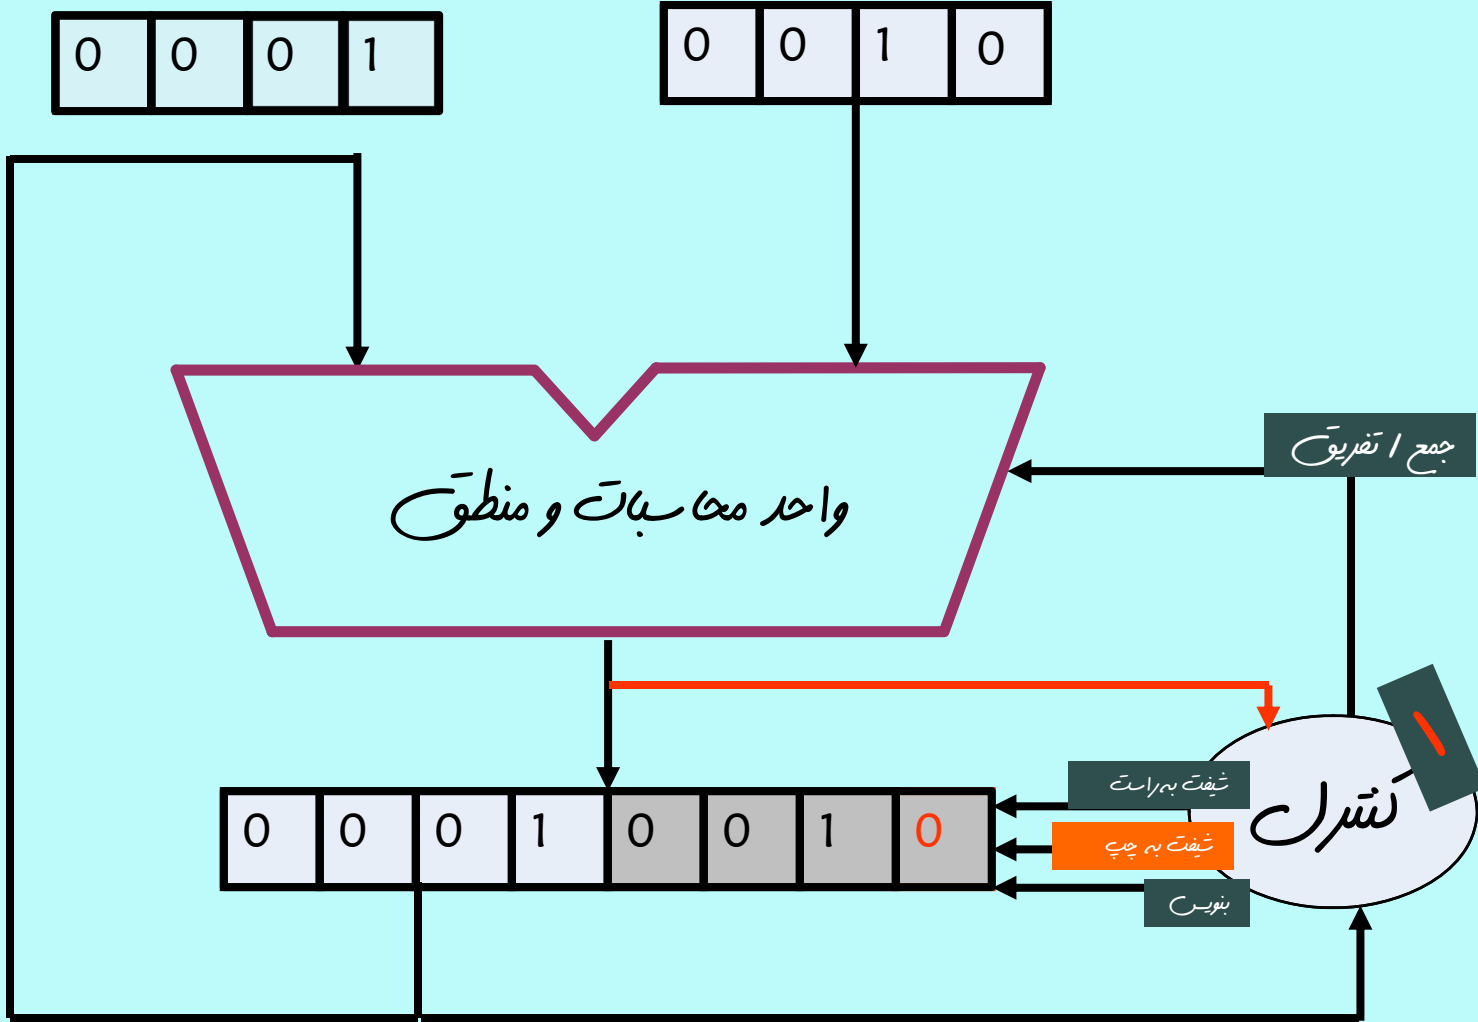 0 0 0 1
0 0 1 0
واحد محاسبات و منطق
جمع / تفریق
۱
کنترل
شیفت به راست
شیفت به چپ
بنویس
0 0 0 1 0 0 1 0